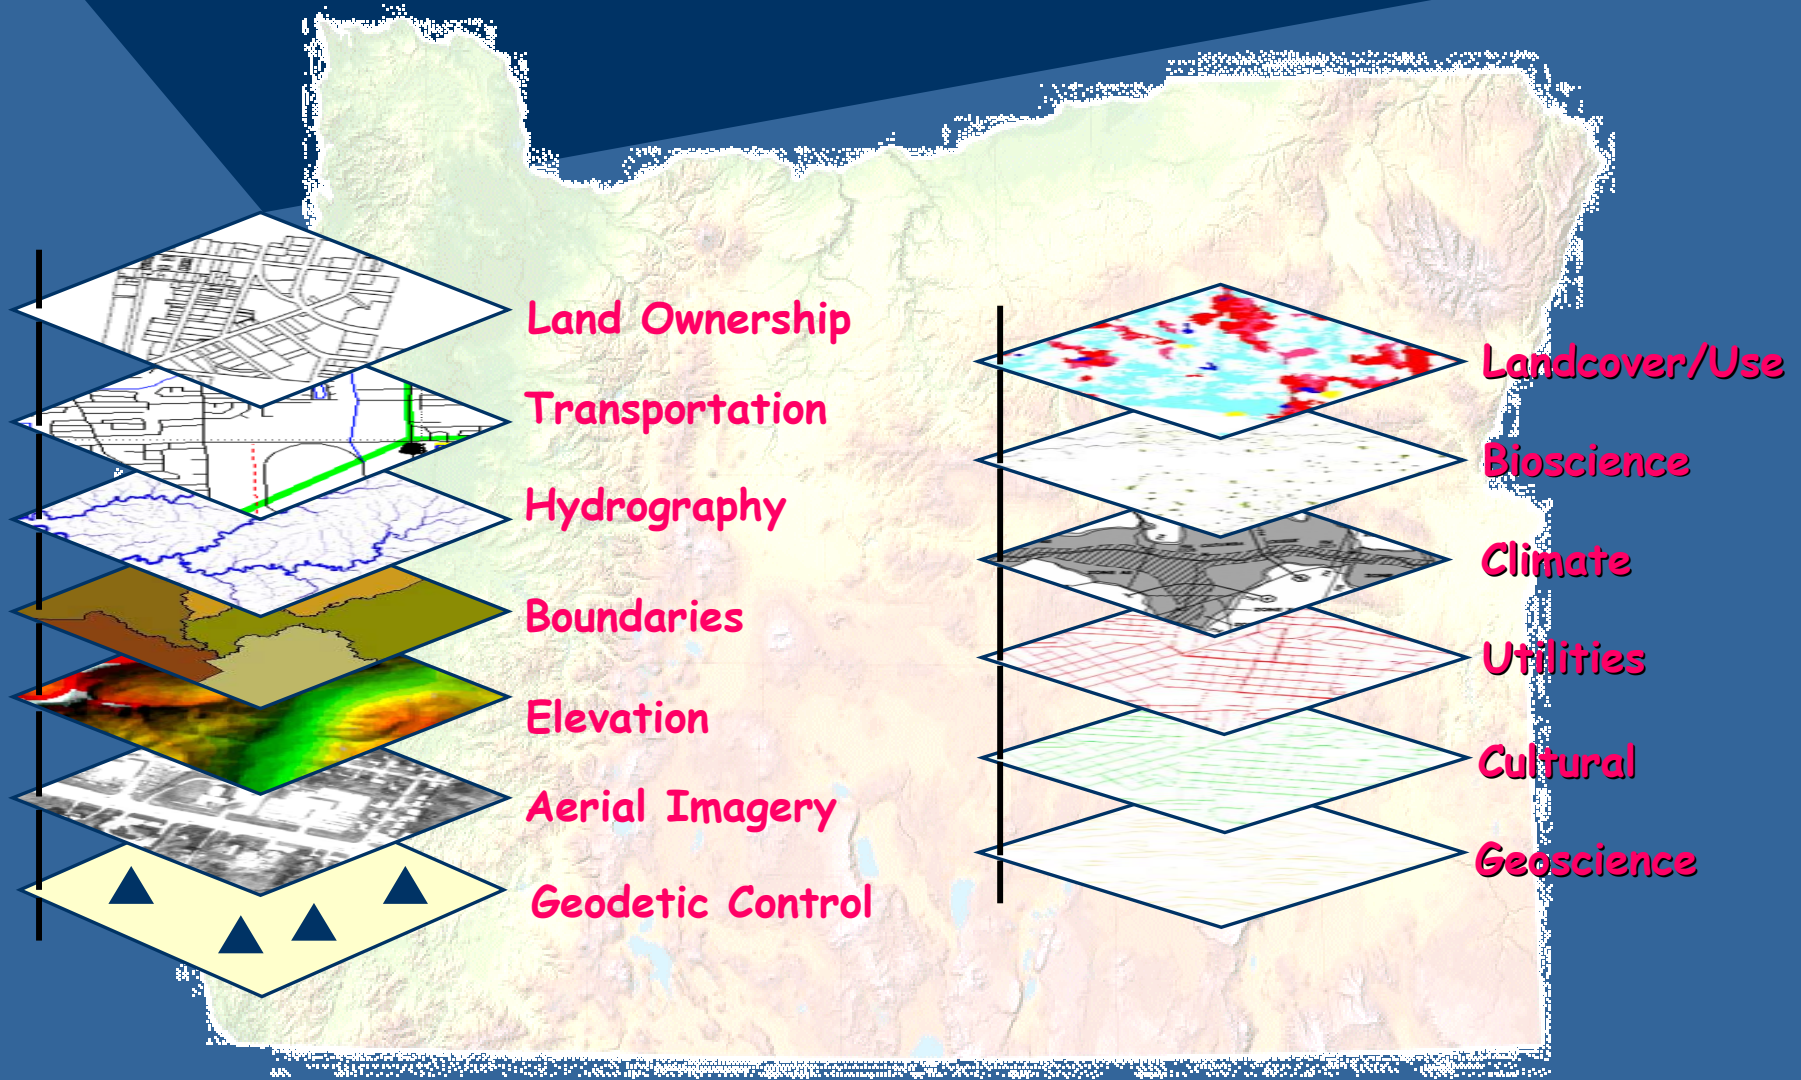 Land Ownership
Transportation
Hydrography
Boundaries
Elevation
Aerial Imagery
Geodetic Control
Landcover/Use
Bioscience
Climate
Utilities
Cultural
Geoscience